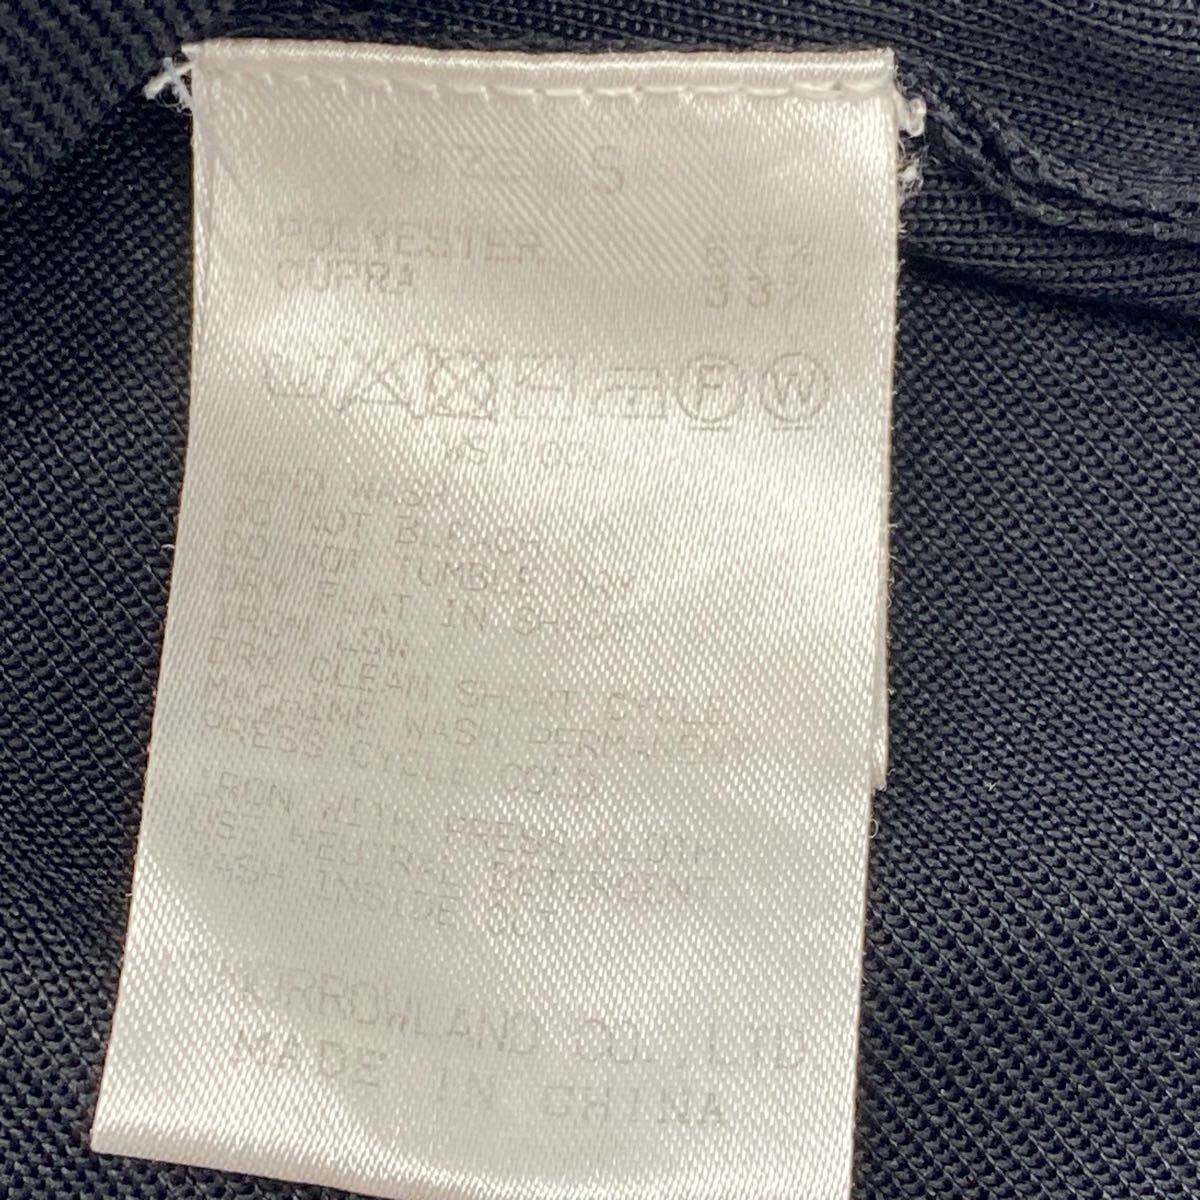 SIZE S
POLYESTER 67%
CUPRA 33%
F W
HAND WASH
DO NOT BLEACH
DO NOT TUMBLE DRY
DRY FLAT IN SHADE
IRON LOW
DRY CLEAN SHORT CYCLE
MACHINE WASH PERMANENT
PRESS CYCLE COLD
IRON WITH PRESS CLOTH
USE NEUTRAL DETERGENT
WASH INSIDE OUT
CO., LTD
MADE IN CHINA